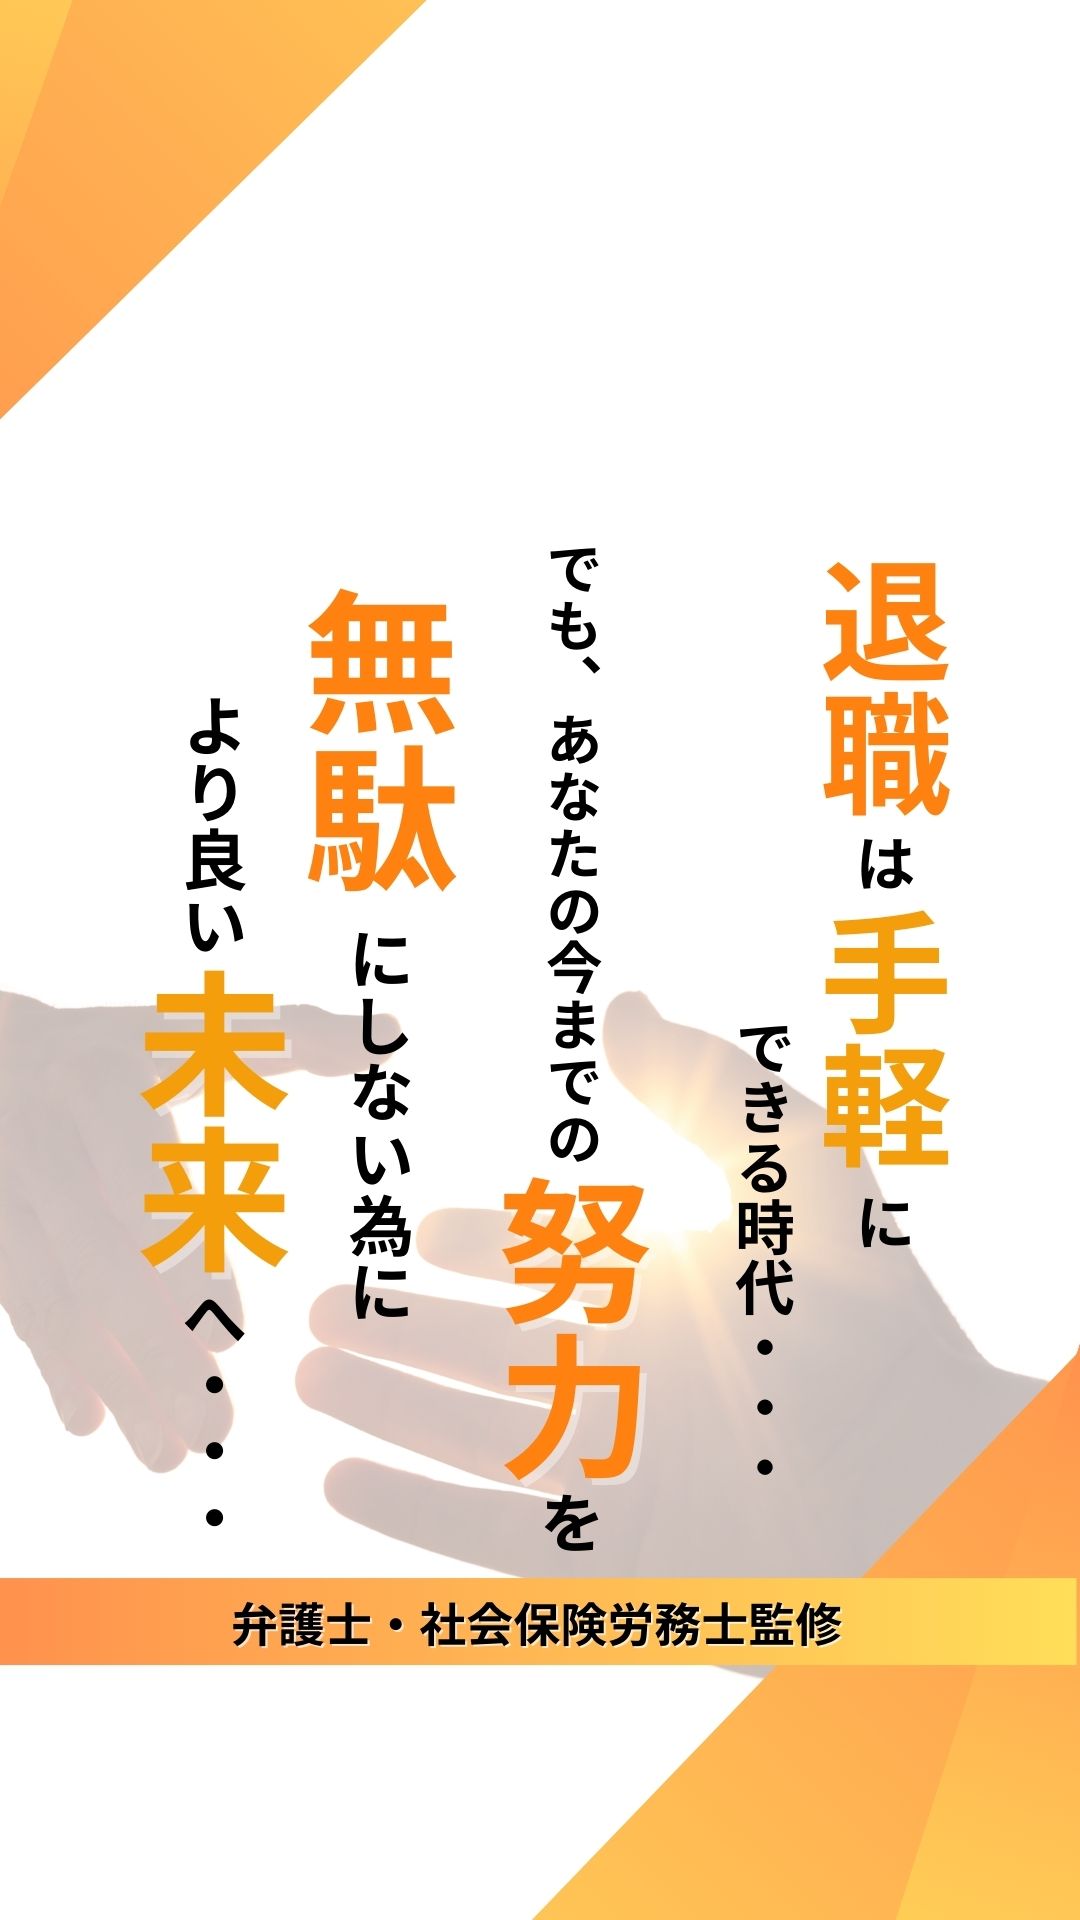 退職は手軽に
できる時代・・・
でも、あなたの今までの努力を
無駄にしない為に
より良い未来へ・・・
弁護士・社会保険労務士監修